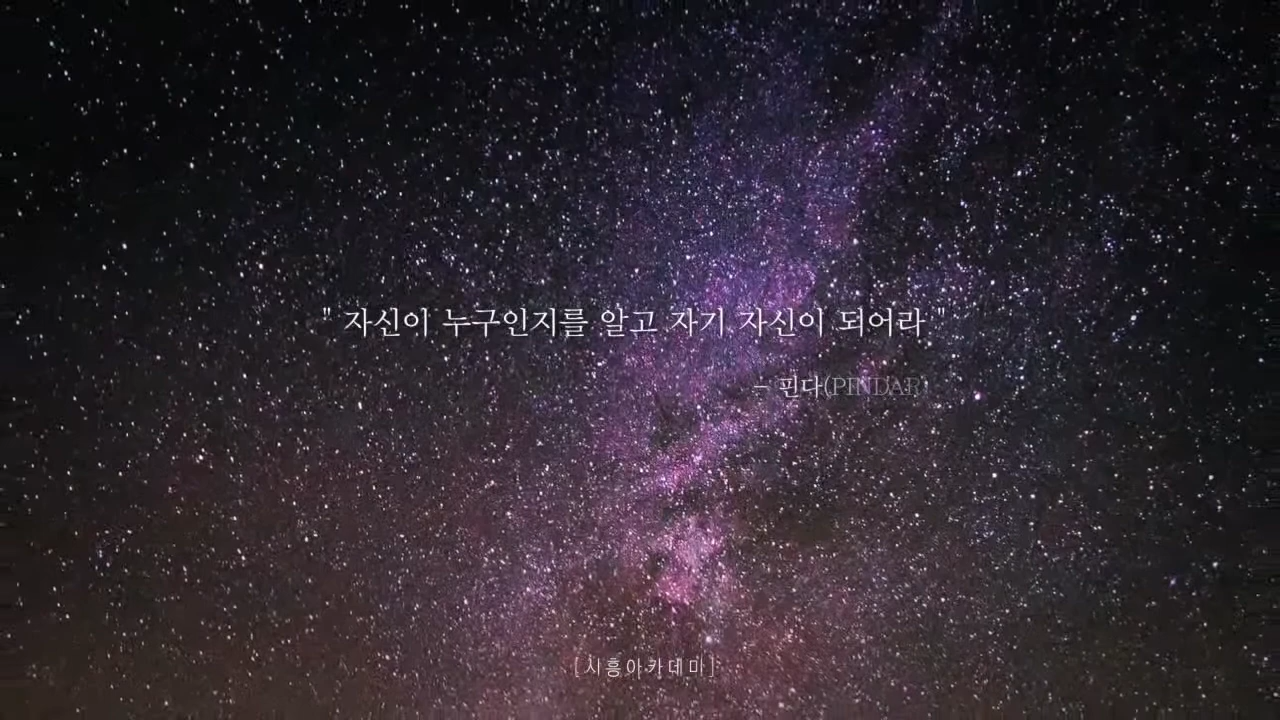 " 자신이 누구인지를 알고 자기 자신이 되어라 "
- 핀다(PINDAR)
[시흥아카데미]